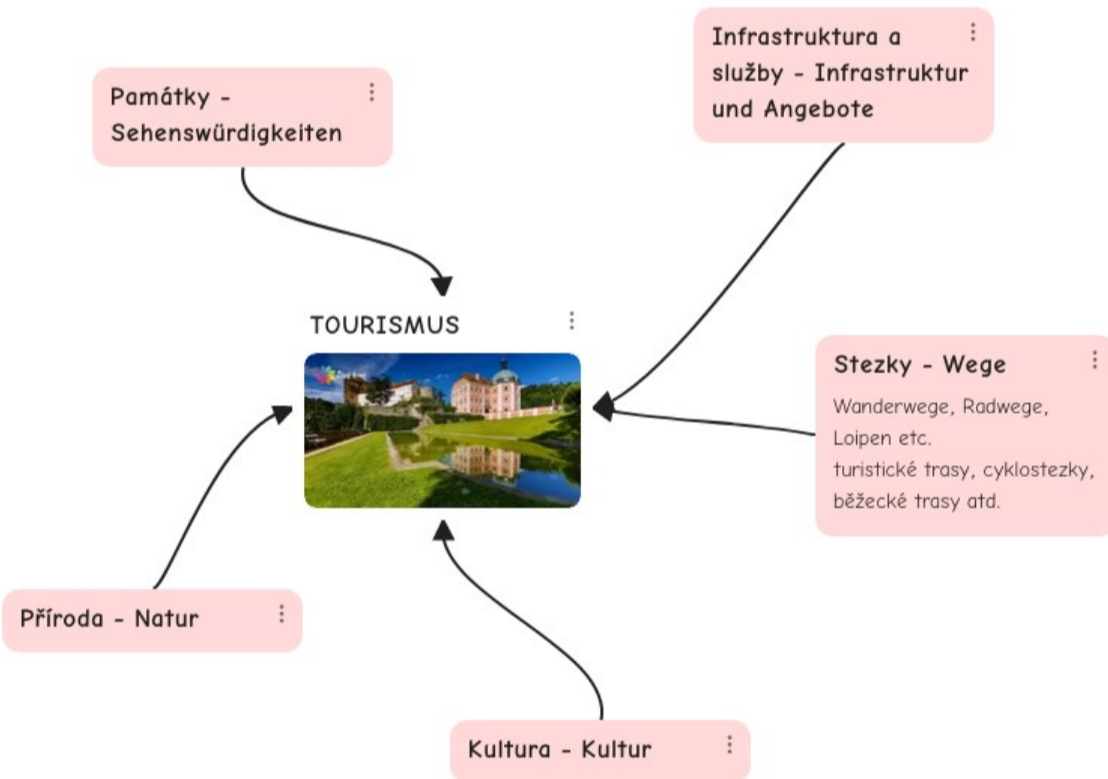 Infrastruktura a
služby - Infrastruktur
und Angebote
Památky -
Sehenswürdigkeiten
TOURISMUS
Stezky - Wege
Wanderwege, Radwege,
Loipen etc.
turistické trasy, cyklostezky,
běžecké trasy atd.
Příroda - Natur
Kultura - Kultur